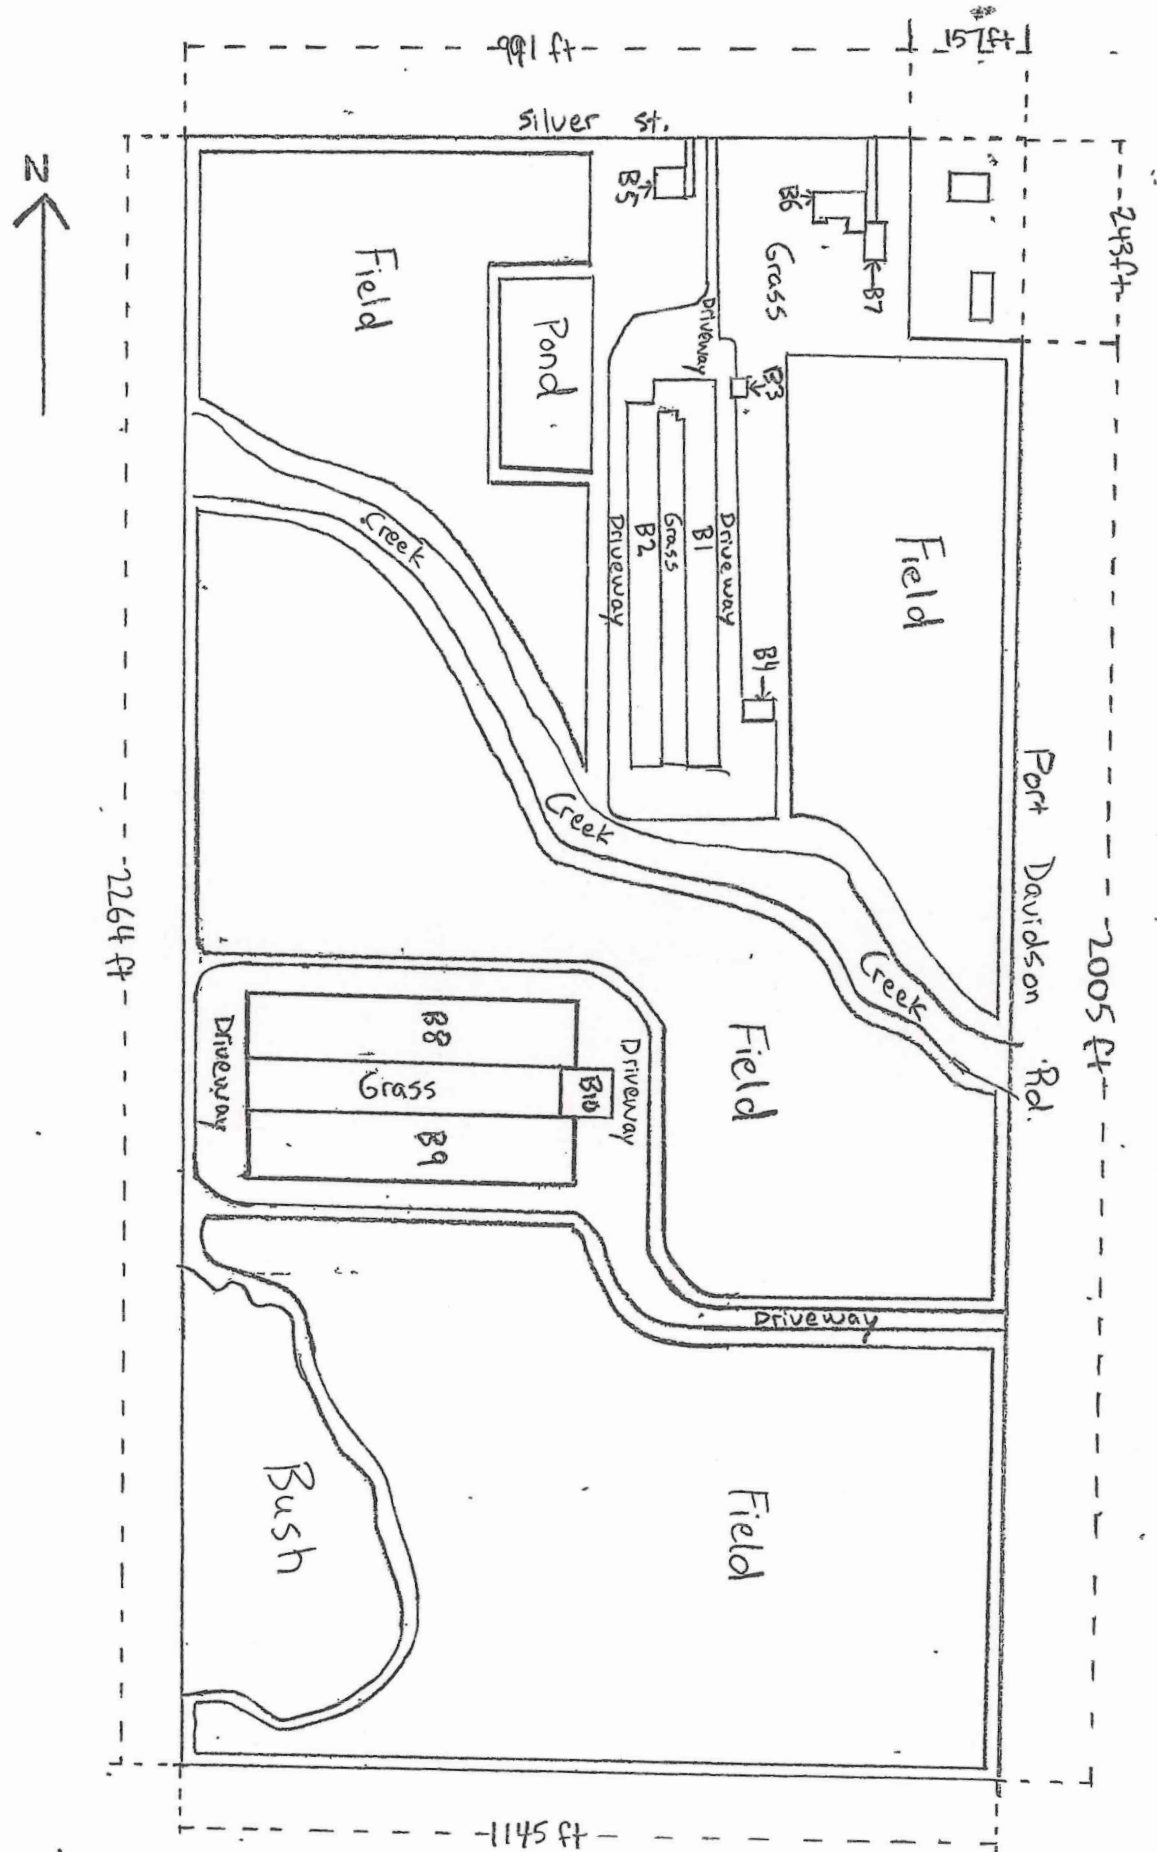 157 ft
991 ft
silver st.
N
243 ft
B5
B6
B7
Grass
Field
Pond
Driveway
B3
Field
Creek
Driveway
B2
Grass
B1
Driveway
B4
Port Davidson Rd.
2005 ft
2264 ft
Creek
Creek
Field
Driveway
B8
Grass
B9
B10
Driveway
Driveway
Bush
Field
1145 ft